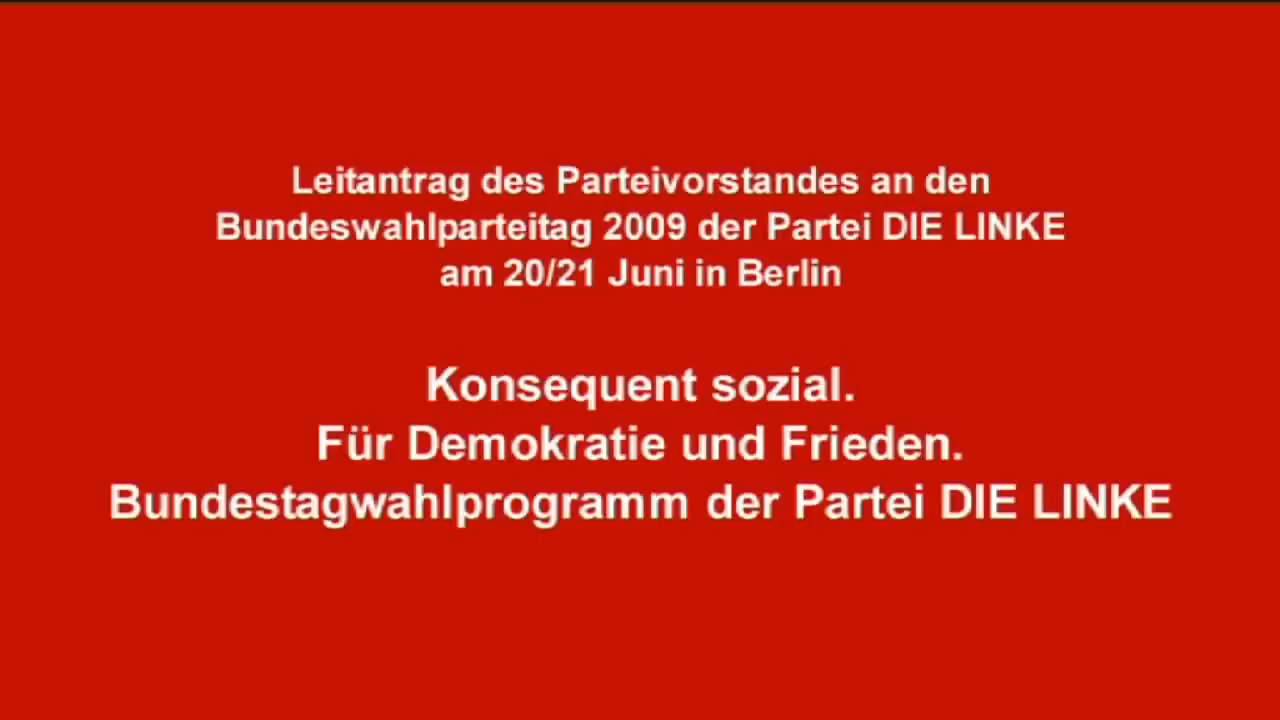 Leitantrag des Parteivorstandes an den
Bundeswahlparteitag 2009 der Partei DIE LINKE
am 20/21 Juni in Berlin
Konsequent sozial.
Für Demokratie und Frieden.
Bundestagwahlprogramm der Partei DIE LINKE